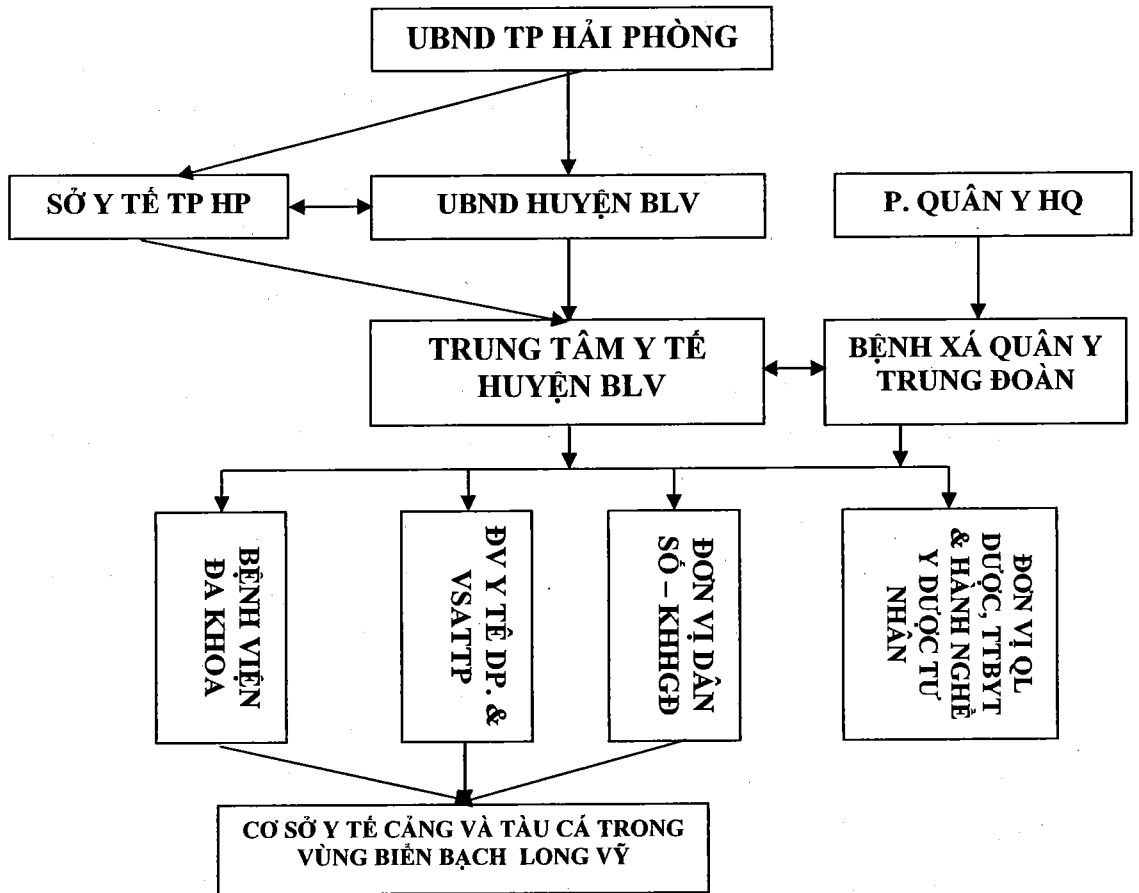 UBND TP HẢI PHÒNG
SỞ Y TẾ TP HP
UBND HUYỆN BLV
P. QUÂN Y HQ
TRUNG TÂM Y TẾ
HUYỆN BLV
BỆNH XÁ QUÂN Y
TRUNG ĐOÀN
BỆNH VIỆN
ĐA KHOA
ĐV Y TẾ DP. &
VSATTP
ĐƠN VỊ DÂN
SỐ – KHHGĐ
ĐƠN VỊ QL
DƯỢC, TTBYT
& HÀNH NGHỀ
Y DƯỢC TƯ
NHÂN
CƠ SỞ Y TẾ CẢNG VÀ TÀU CÁ TRONG
VÙNG BIỂN BẠCH LONG VỸ